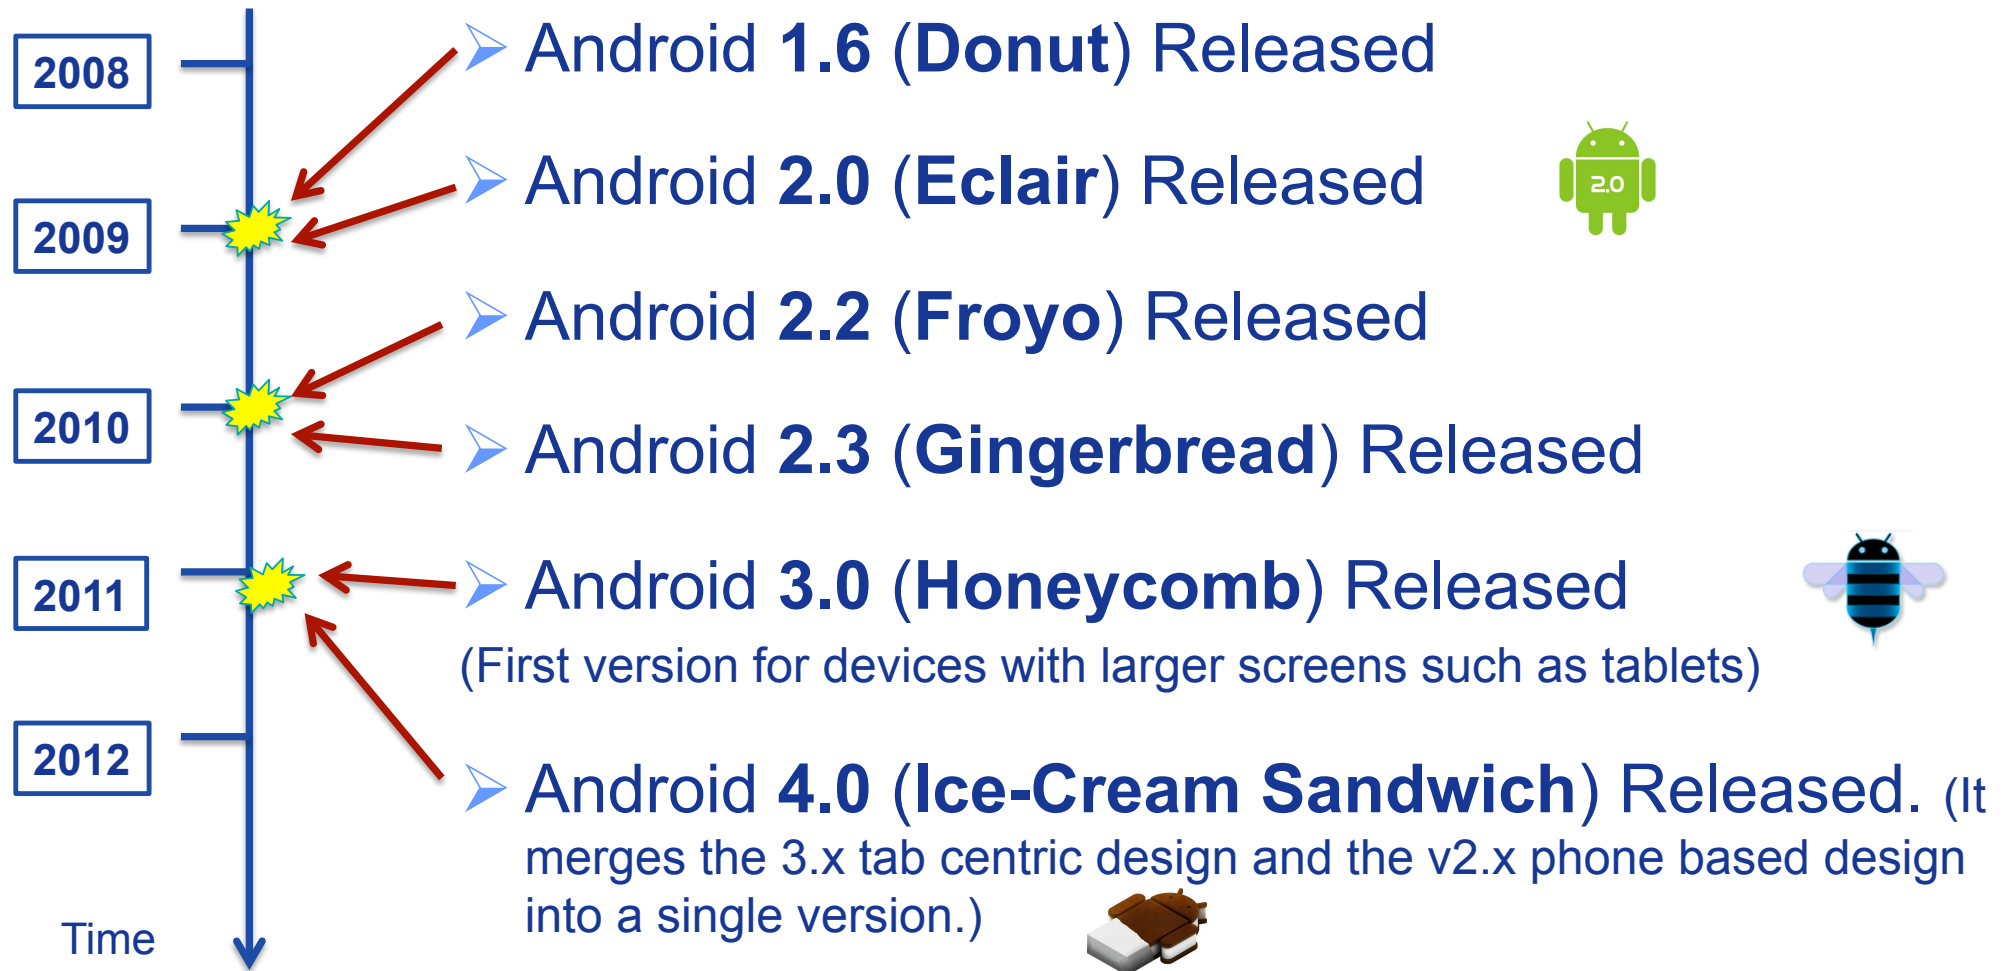 2008
Android 1.6 (Donut) Released
2009
Android 2.0 (Eclair) Released
2.0
Android 2.2 (Froyo) Released
2010
Android 2.3 (Gingerbread) Released
2011
Android 3.0 (Honeycomb) Released
(First version for devices with larger screens such as tablets)
2012
Android 4.0 (Ice-Cream Sandwich) Released. (It
merges the 3.x tab centric design and the v2.x phone based design
into a single version.)
Time